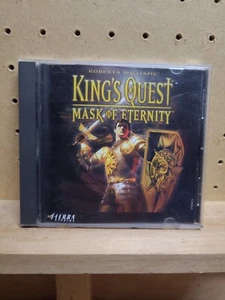 ROBERTA WILLIAMS'
KING'S QUEST
MASK OF ETERNITY
SIERRA